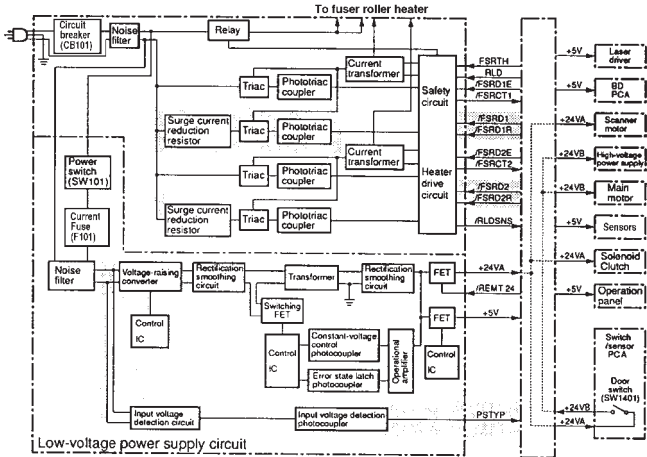 To fuser roller heater
Circuit
breaker
(CB101)
Noise
filter
Relay
Current
transformer
Triac
Phototriac
coupler
Surge current
reduction
resistor
Triac
Phototriac
coupler
Current
transformer
Triac
Phototriac
coupler
Surge current
reduction
resistor
Triac
Phototriac
coupler
Safety
circuit
Heater
drive
circuit
FSRTH
RLD
/FSRD1E
/FSRCT1
/FSRD1
/FSRD1R
/FSRD2E
/FSRCT2
/FSRD2
/FSRD2R
/RLDSNS
Power
switch
(SW101)
Current
Fuse
(F101)
Noise
filter
Voltage-raising
converter
Rectification
smoothing
circuit
Transformer
Rectification
smoothing
circuit
FET
+24VA
/REMT 24
FET
+5V
Control
IC
Switching
FET
Control
IC
Constant-voltage
control
photocoupler
Error state latch
photocoupler
Operational
amplifier
Control
IC
Input voltage
detection circuit
Input voltage detection
photocoupler
PSTYP
Low-voltage power supply circuit
+5V
Laser
driver
+5V
BD
PCA
+24VA
Scanner
motor
+24VB
High-voltage
power supply
+24VB
Main
motor
+5V
Sensors
+24VA
Solenoid
Clutch
+5V
Operation
panel
Switch
/sensor
PCA
Door
switch
(SW1401)
+24VB
+24VA